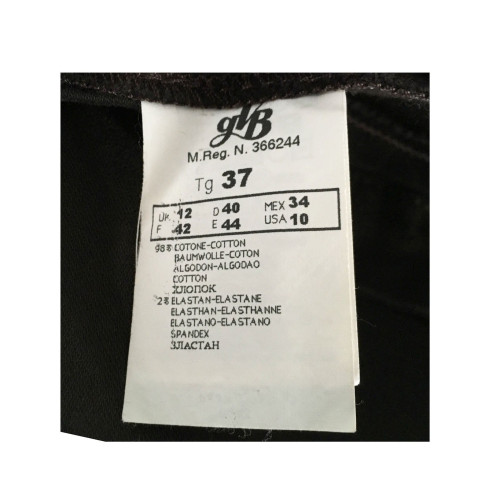 gVB
M.Reg. N. 366244
Tg 37
UK 12 D 40 MEX 34
F 42 E 44 USA 10
98% COTONE-COTTON
BAUMWOLLE-COTON
ALGODON-ALGODAO
COTTON
ХЛОПОК
2% ELASTAN-ELASTANE
ELASTHAN-ELASTHANNE
ELASTANO-ELASTANO
SPANDEX
ЭЛАСТАН